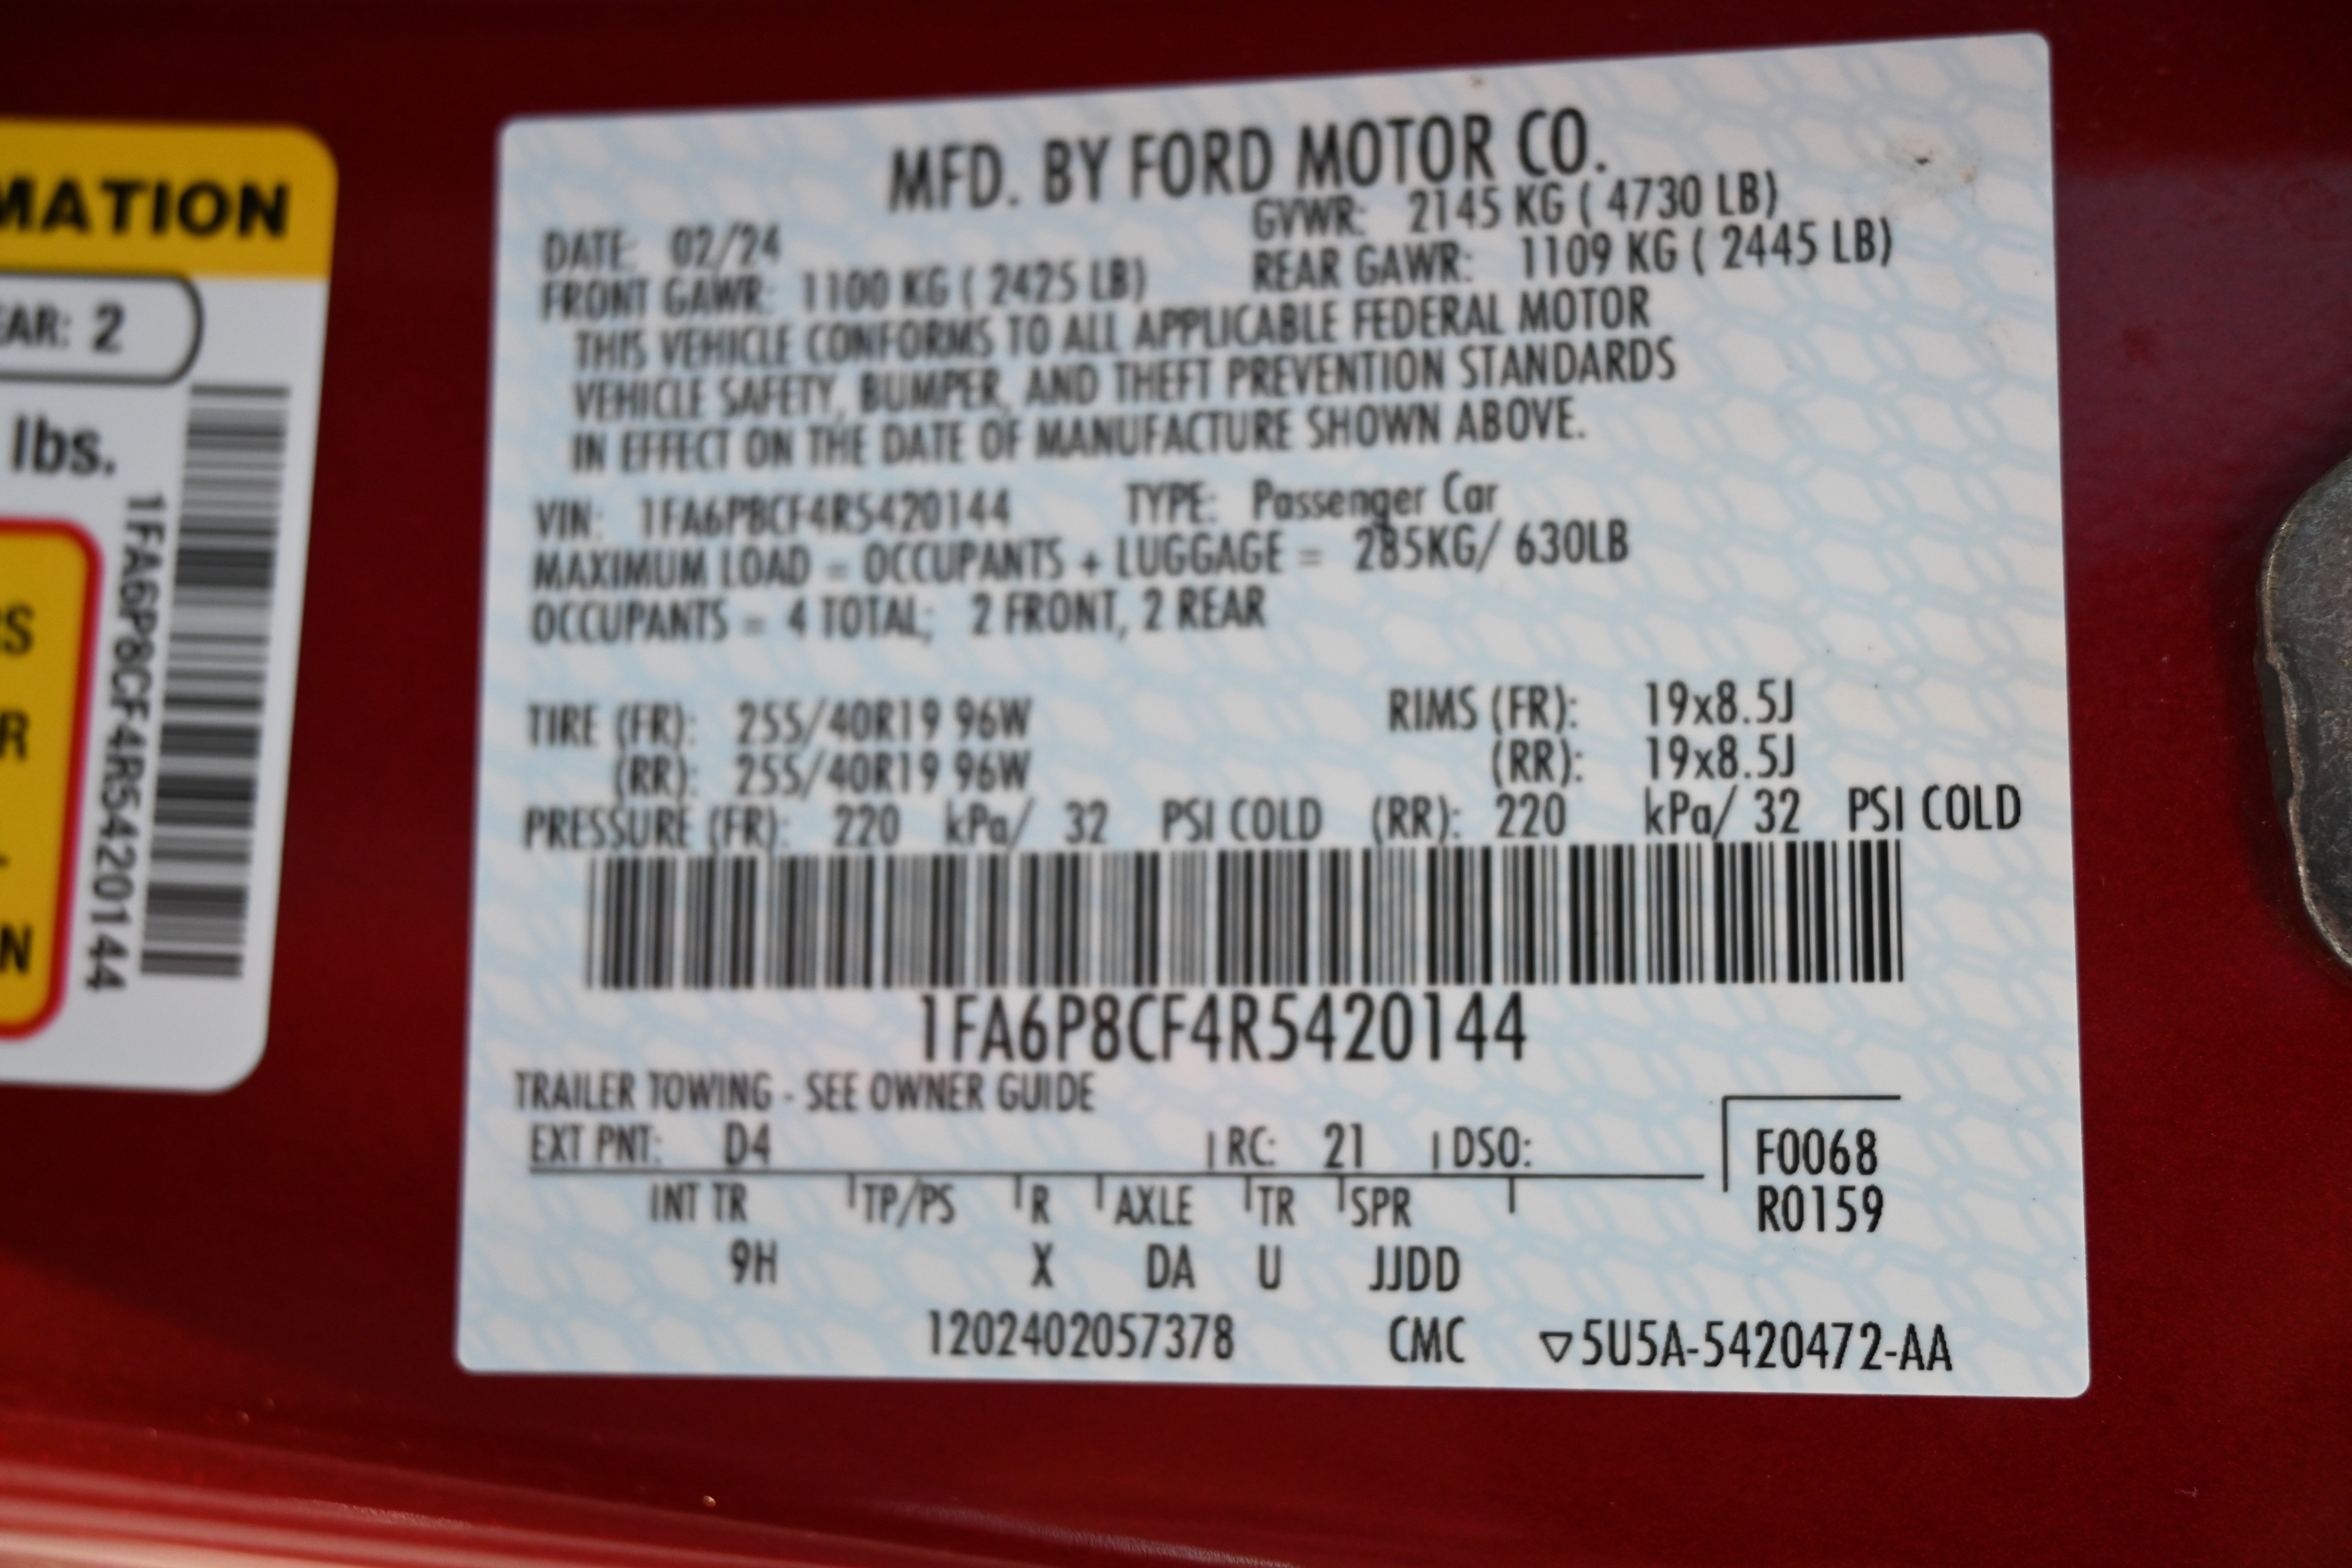 MATION
EAR: 2
lbs.
RS
R
N
1FA6P8CF4R5420144
MFD. BY FORD MOTOR CO.
DATE: 02/24
GVWR: 2145 KG ( 4730 LB)
FRONT GAWR: 1100 KG ( 2425 LB)
REAR GAWR: 1109 KG ( 2445 LB)
THIS VEHICLE CONFORMS TO ALL APPLICABLE FEDERAL MOTOR
VEHICLE SAFETY, BUMPER, AND THEFT PREVENTION STANDARDS
IN EFFECT ON THE DATE OF MANUFACTURE SHOWN ABOVE.
VIN: 1FA6P8CF4R5420144 TYPE: Passenger Car
MAXIMUM LOAD = OCCUPANTS + LUGGAGE = 285KG/ 630LB
OCCUPANTS = 4 TOTAL; 2 FRONT, 2 REAR
TIRE (FR): 255/40R19 96W RIMS (FR): 19x8.5J
(RR): 255/40R19 96W (RR): 19x8.5J
PRESSURE (FR): 220 kPa/ 32 PSI COLD (RR): 220 kPa/ 32 PSI COLD
1FA6P8CF4R5420144
TRAILER TOWING - SEE OWNER GUIDE
EXT PNT: D4 RC: 21 DSO:
F0068
R0159
INT TR TP/PS R AXLE TR SPR
9H X DA U JJDD
1202402057378 CMC ▽5U5A-5420472-AA